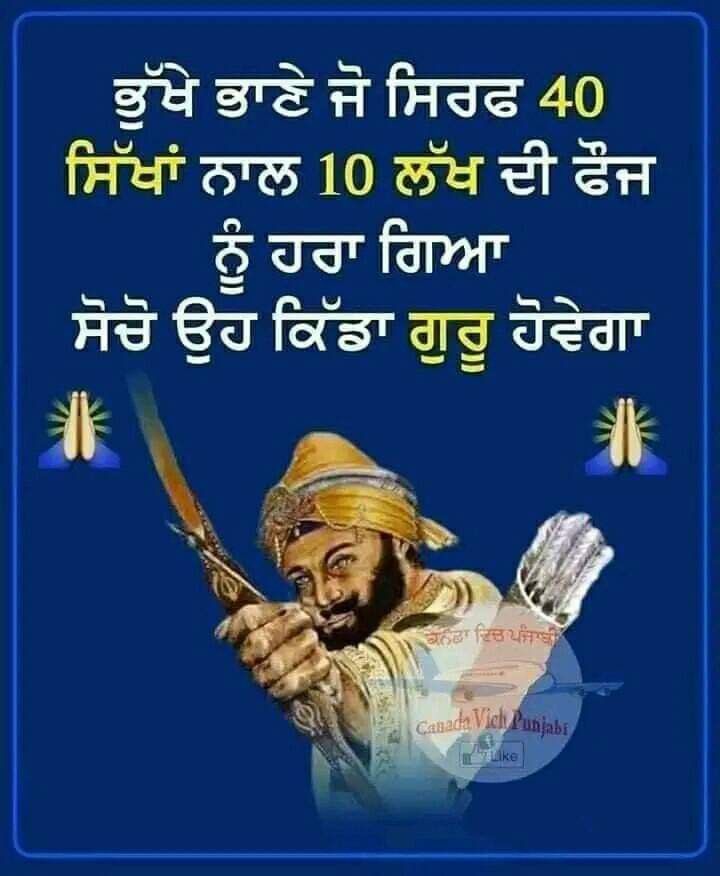 ਭੁੱਖੇ ਭਾਣੇ ਜੋ ਸਿਰਫ 40
ਸਿੱਖਾਂ ਨਾਲ 10 ਲੱਖ ਦੀ ਫੌਜ
ਨੂੰ ਹਰਾ ਗਿਆ
ਸੋਚੋ ਉਹ ਕਿੱਡਾ ਗੁਰੂ ਹੋਵੇਗਾ
ਕਨੇਡਾ ਵਿਚ ਪੰਜਾਬੀ
Canada Vich Punjabi
Like